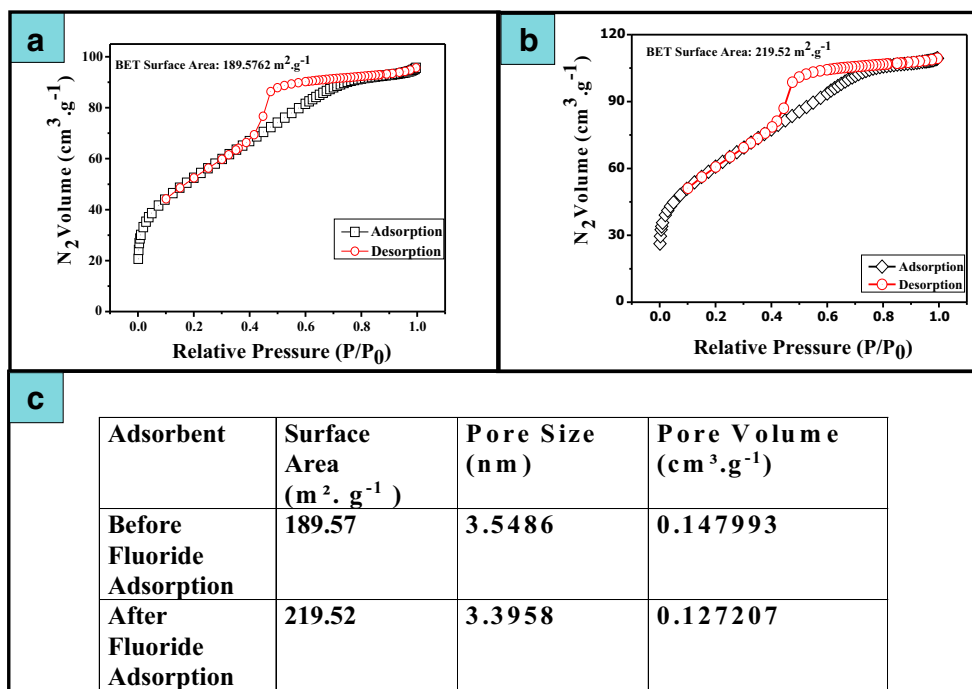 a
BET Surface Area: 189.5762 m².g⁻¹
100
80
60
40
20
0
N₂ Volume (cm³.g⁻¹)
Adsorption
Desorption
0.0 0.2 0.4 0.6 0.8 1.0
Relative Pressure (P/P₀)
b
BET Surface Area: 219.52 m².g⁻¹
120
90
60
30
0
N₂ Volume (cm³.g⁻¹)
Adsorption
Desorption
0.0 0.2 0.4 0.6 0.8 1.0
Relative Pressure (P/P₀)
c
Adsorbent
Surface
Area
(m². g⁻¹ )
Pore Size
(nm)
Pore Volume
(cm³.g⁻¹)
Before
Fluoride
Adsorption
189.57
3.5486
0.147993
After
Fluoride
Adsorption
219.52
3.3958
0.127207